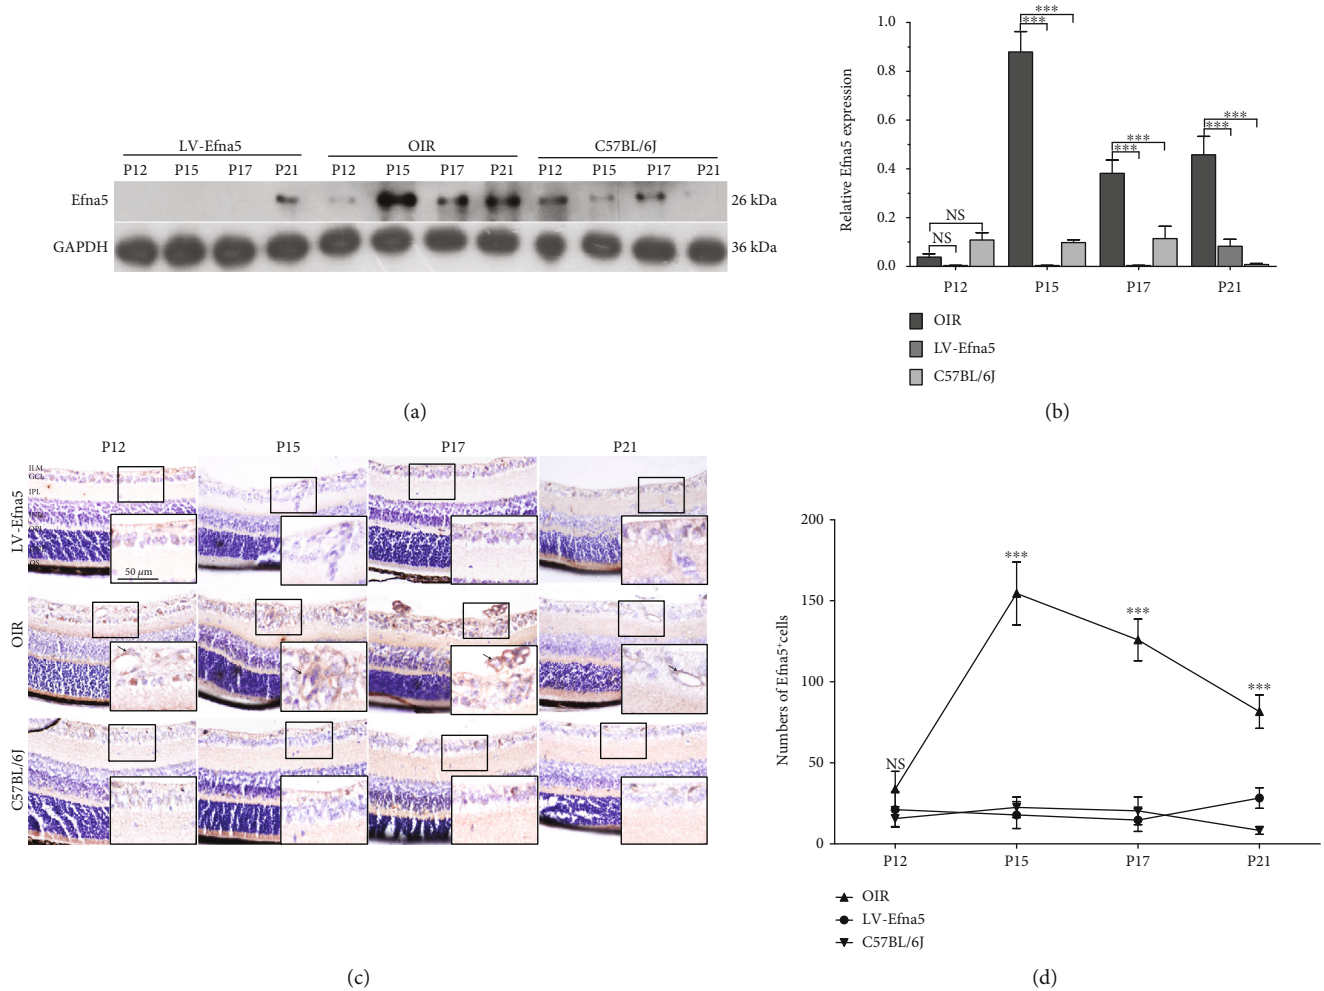 LV-Efna5 OIR C57BL/6J
P12 P15 P17 P21 P12 P15 P17 P21 P12 P15 P17 P21
Efna5 26 kDa
GAPDH 36 kDa
(a)
Relative Efna5 expression
1.0
0.8
0.6
0.4
0.2
0.0
NS
NS
***
***
***
***
***
***
P12 P15 P17 P21
OIR
LV-Efna5
C57BL/6J
(b)
P12 P15 P17 P21
LV-Efna5
ILM
GCL
IPL
INL
OPL
OS
50 µm
OIR
C57BL/6J
(c)
Numbers of Efna5+cells
200
150
100
50
0
NS
***
***
***
P12 P15 P17 P21
OIR
LV-Efna5
C57BL/6J
(d)